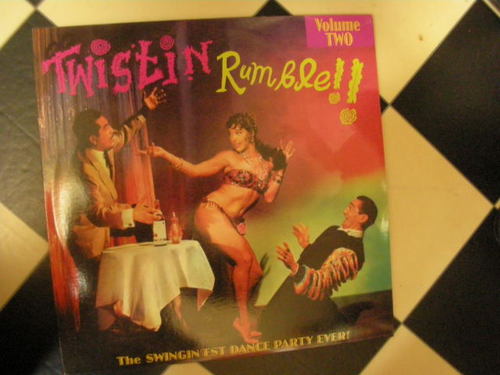 Volume
TWO
TWiStiN
RumbLe!!
The SWINGIN'EST DANCE PARTY EVER!